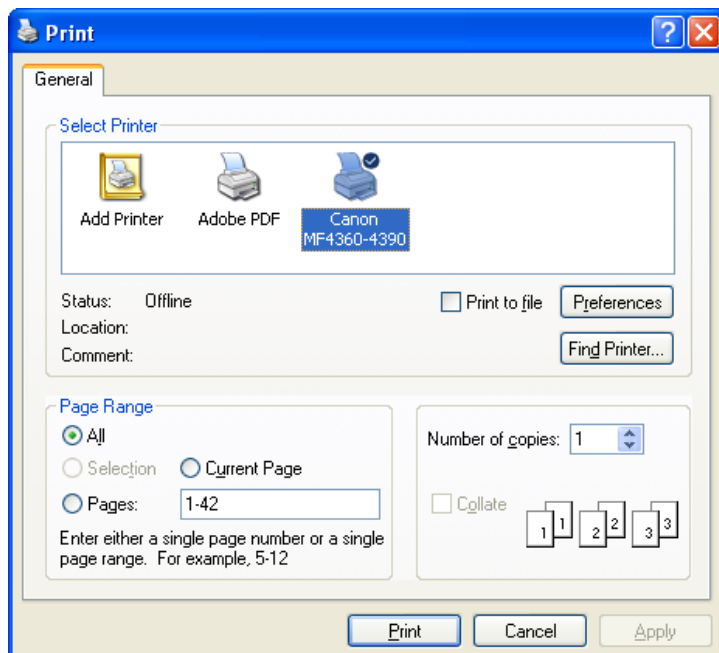 Print
General
Select Printer
Add Printer
Adobe PDF
Canon
MF4360-4390
Status: Offline
Location:
Comment:
Print to file
Preferences
Find Printer...
Page Range
All
Selection
Current Page
Pages: 1-42
Enter either a single page number or a single
page range. For example, 5-12
Number of copies: 1
Collate
1 1 2 2 3 3
Print
Cancel
Apply